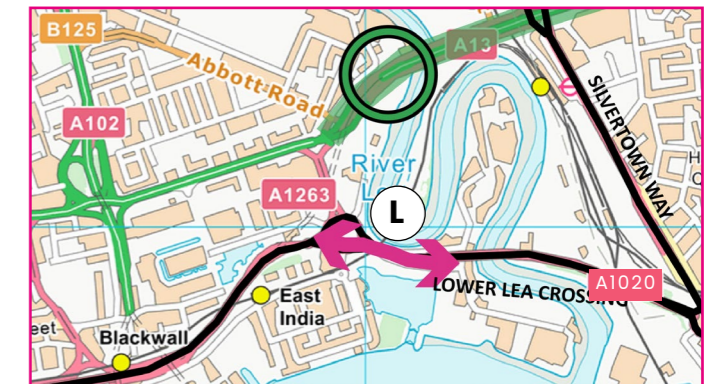 B125
A13
Abbott Road
A102
SILVERTOWN WAY
River
A1263
L
A1020
LOWER LEA CROSSING
East
India
Blackwall